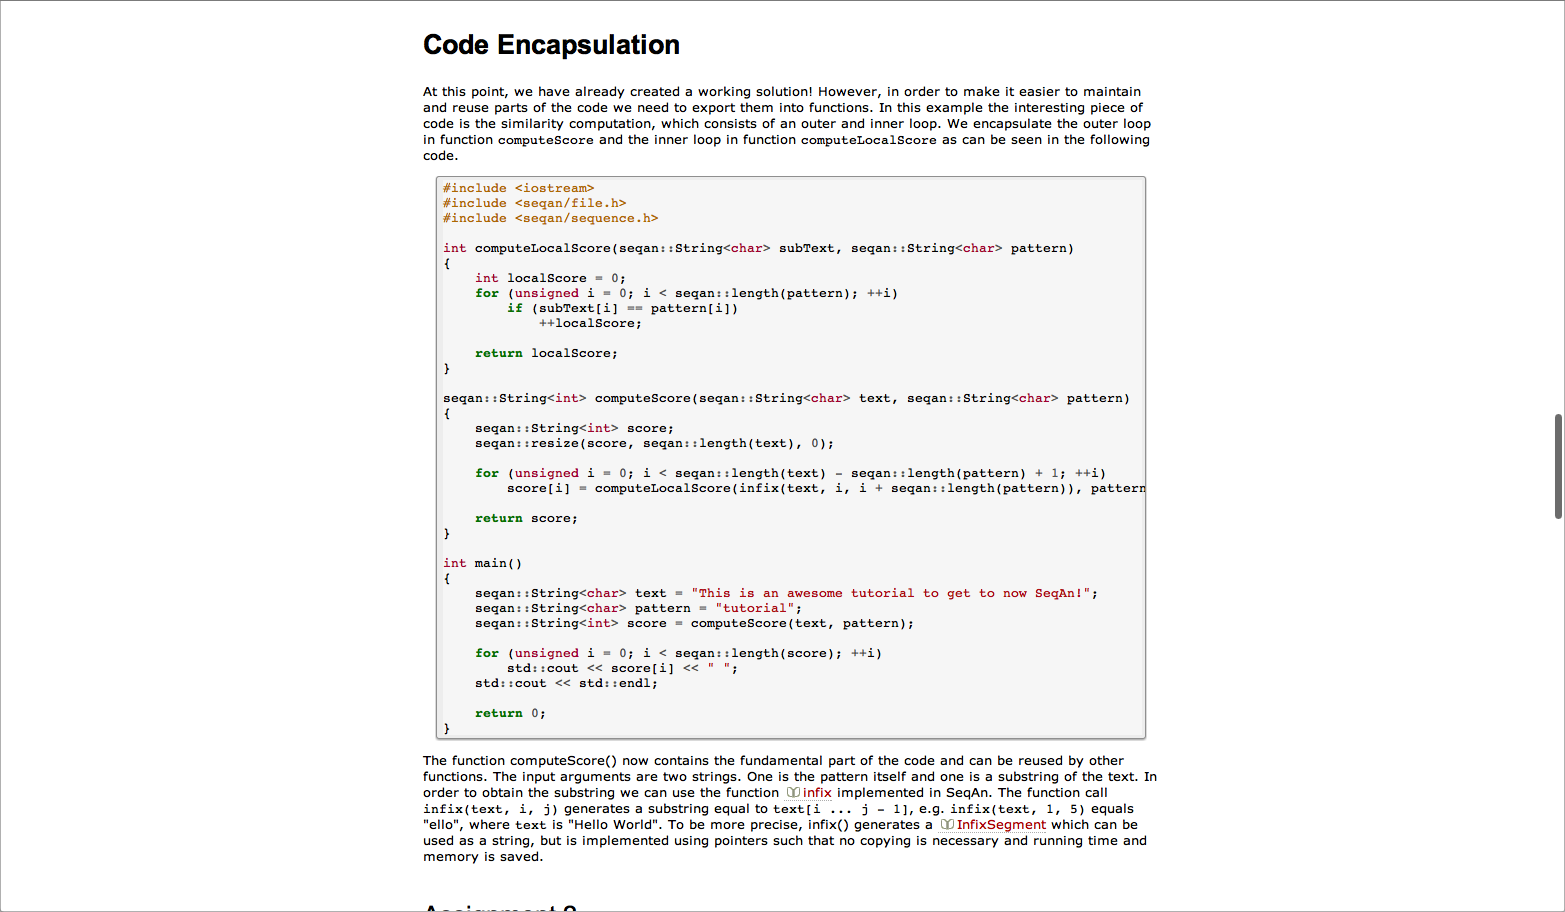 Code Encapsulation
At this point, we have already created a working solution! However, in order to make it easier to maintain
and reuse parts of the code we need to export them into functions. In this example the interesting piece of
code is the similarity computation, which consists of an outer and inner loop. We encapsulate the outer loop
in function computeScore and the inner loop in function computeLocalScore as can be seen in the following
code.
#include <iostream>
#include <seqan/file.h>
#include <seqan/sequence.h>
int computeLocalScore(seqan::String<char> subText, seqan::String<char> pattern)
{
    int localScore = 0;
    for (unsigned i = 0; i < seqan::length(pattern); ++i)
        if (subText[i] == pattern[i])
            ++localScore;
    return localScore;
}
seqan::String<int> computeScore(seqan::String<char> text, seqan::String<char> pattern)
{
    seqan::String<int> score;
    seqan::resize(score, seqan::length(text), 0);
    for (unsigned i = 0; i < seqan::length(text) - seqan::length(pattern) + 1; ++i)
        score[i] = computeLocalScore(infix(text, i, i + seqan::length(pattern)), pattern
    return score;
}
int main()
{
    seqan::String<char> text = "This is an awesome tutorial to get to now SeqAn!";
    seqan::String<char> pattern = "tutorial";
    seqan::String<int> score = computeScore(text, pattern);
    for (unsigned i = 0; i < seqan::length(score); ++i)
        std::cout << score[i] << " ";
    std::cout << std::endl;
    return 0;
}
The function computeScore() now contains the fundamental part of the code and can be reused by other
functions. The input arguments are two strings. One is the pattern itself and one is a substring of the text. In
order to obtain the substring we can use the function infix implemented in SeqAn. The function call
infix(text, i, j) generates a substring equal to text[i ... j - 1], e.g. infix(text, 1, 5) equals
"ello", where text is "Hello World". To be more precise, infix() generates a InfixSegment which can be
used as a string, but is implemented using pointers such that no copying is necessary and running time and
memory is saved.